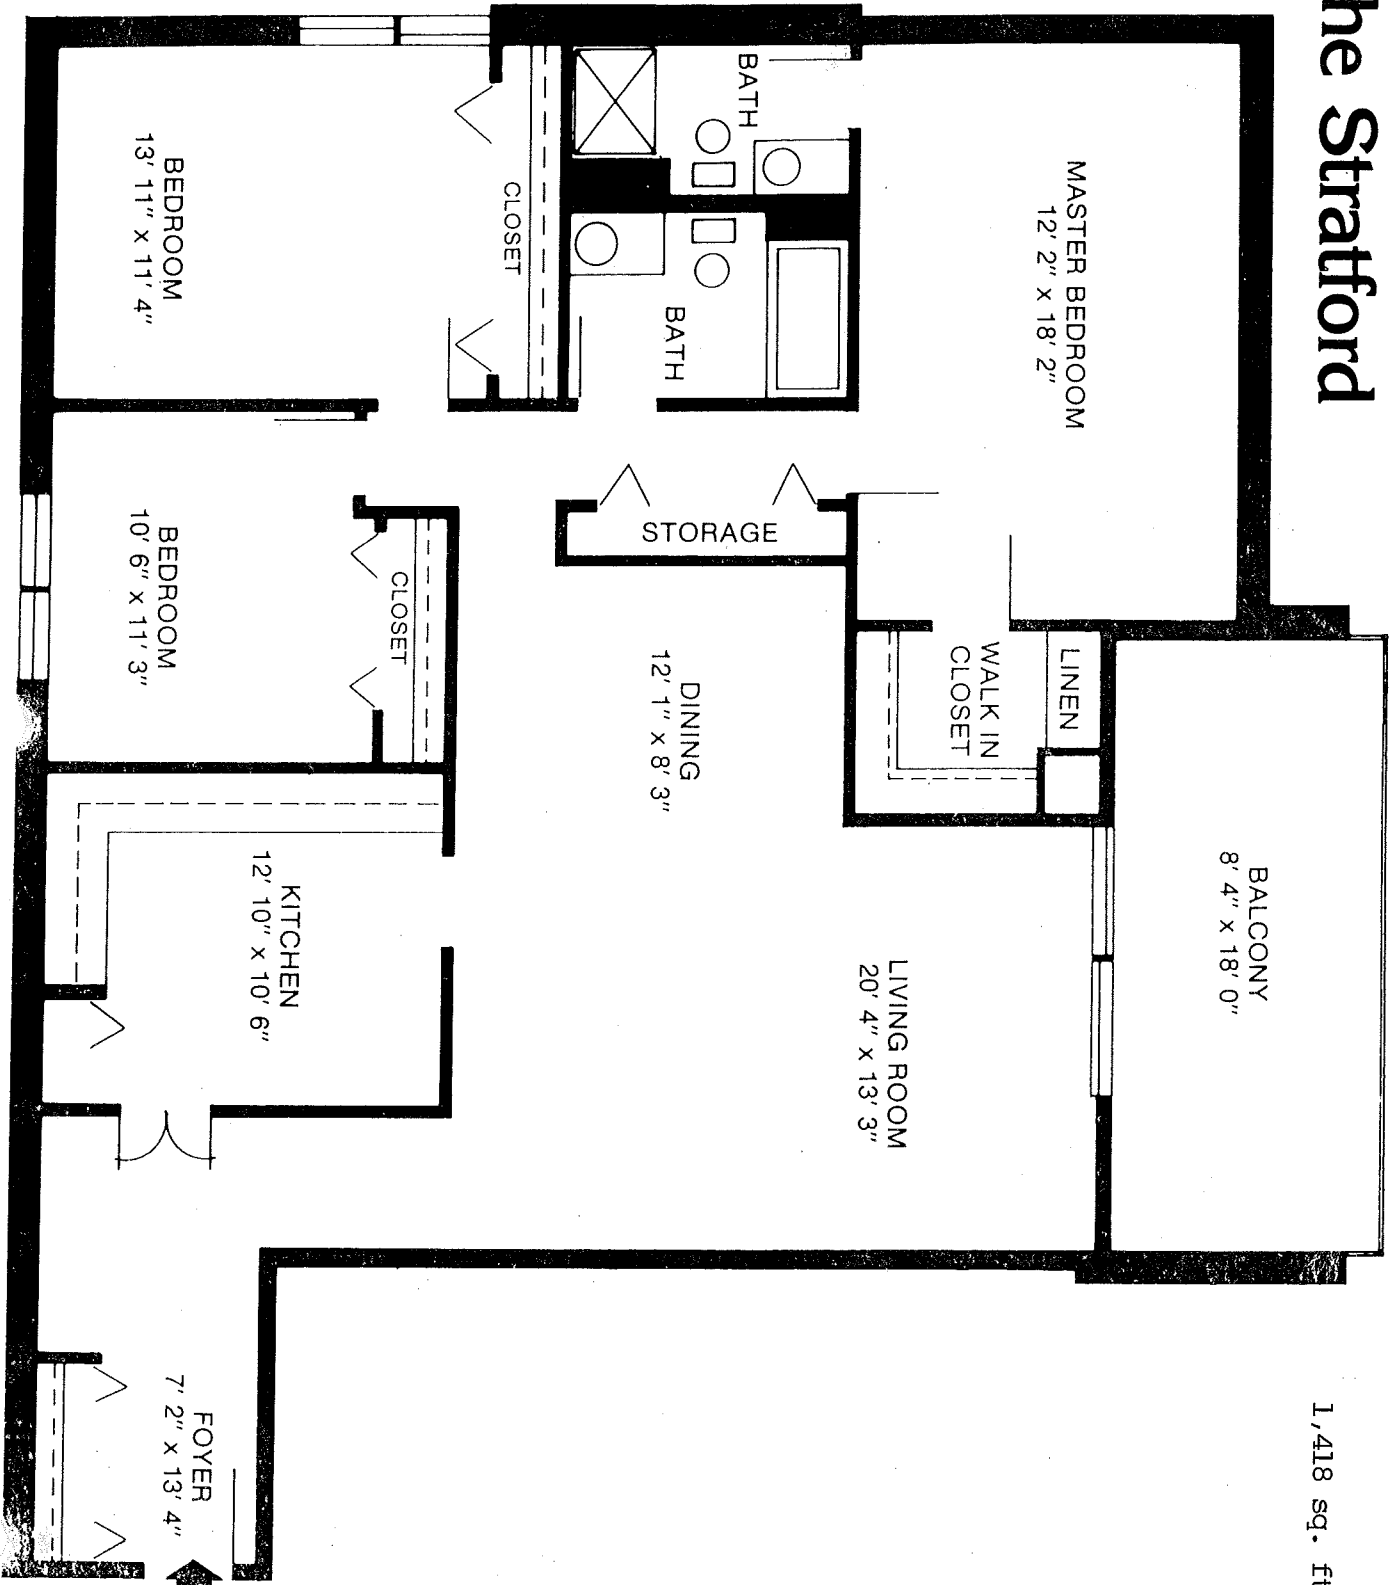 he Stratford
1,418 sq. ft
BALCONY
8' 4" x 18' 0"
MASTER BEDROOM
12' 2" x 18' 2"
LINEN
WALK IN
CLOSET
LIVING ROOM
20' 4" x 13' 3"
BATH
BATH
STORAGE
DINING
12' 1" x 8' 3"
CLOSET
CLOSET
KITCHEN
12' 10" x 10' 6"
BEDROOM
13' 11" x 11' 4"
BEDROOM
10' 6" x 11' 3"
FOYER
7' 2" x 13' 4"